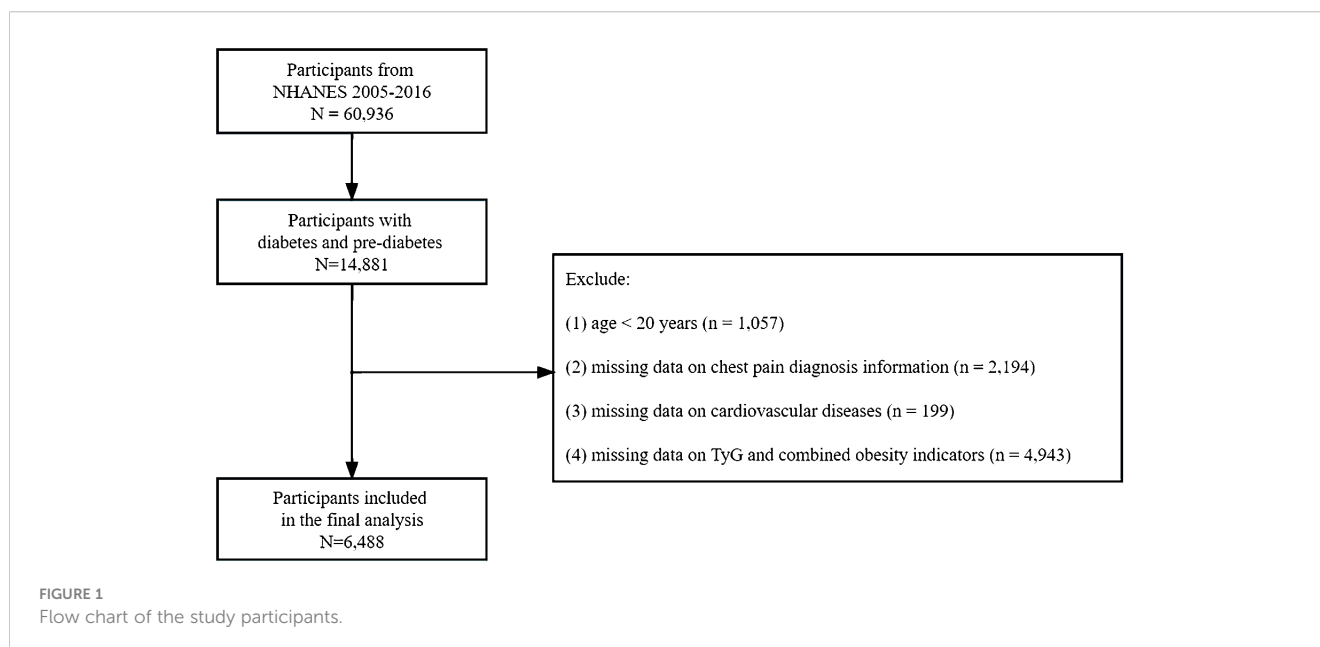 Participants from
NHANES 2005-2016
N = 60,936
Participants with
diabetes and pre-diabetes
N=14,881
Exclude:
(1) age < 20 years (n = 1,057)
(2) missing data on chest pain diagnosis information (n = 2,194)
(3) missing data on cardiovascular diseases (n = 199)
(4) missing data on TyG and combined obesity indicators (n = 4,943)
Participants included
in the final analysis
N=6,488
FIGURE 1
Flow chart of the study participants.